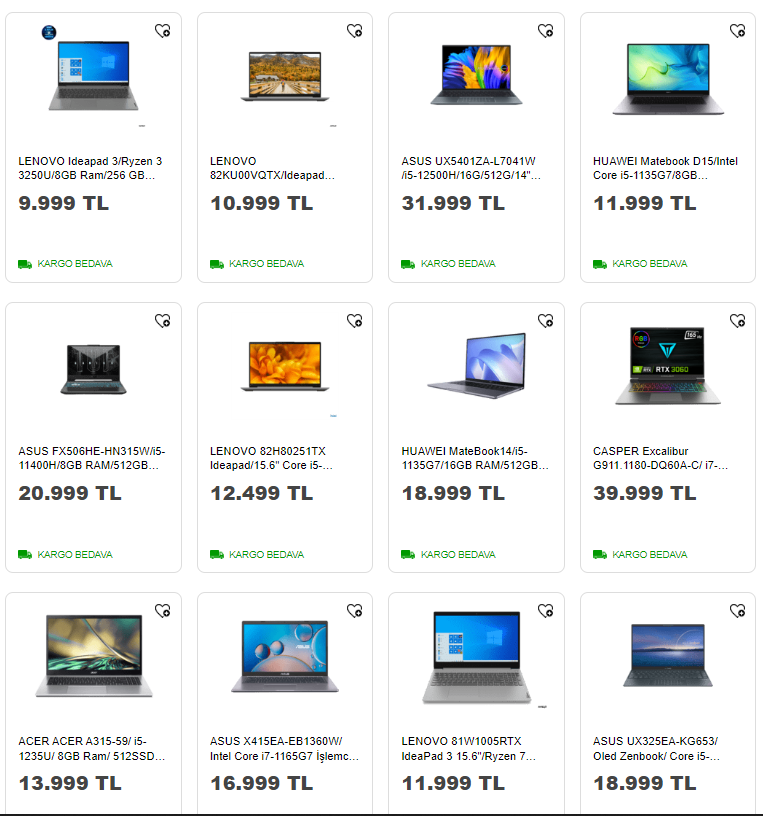 LENOVO Ideapad 3/Ryzen 3
3250U/8GB Ram/256 GB...
9.999 TL
KARGO BEDAVA
LENOVO
82KU00VQTX/Ideapad...
10.999 TL
KARGO BEDAVA
ASUS UX5401ZA-L7041W
/i5-12500H/16G/512G/14"...
31.999 TL
KARGO BEDAVA
HUAWEI Matebook D15/Intel
Core i5-1135G7/8GB...
11.999 TL
KARGO BEDAVA
ASUS FX506HE-HN315W/i5-
11400H/8GB RAM/512GB...
20.999 TL
KARGO BEDAVA
LENOVO 82H80251TX
Ideapad/15.6" Core i5-...
12.499 TL
KARGO BEDAVA
HUAWEI MateBook14/i5-
1135G7/16GB RAM/512GB...
18.999 TL
KARGO BEDAVA
RGB
165
RTX RTX 3060
CASPER Excalibur
G911.1180-DQ60A-C/ i7-...
39.999 TL
KARGO BEDAVA
ACER ACER A315-59/ i5-
1235U/ 8GB Ram/ 512SSD...
13.999 TL
ASUS X415EA-EB1360W/
Intel Core i7-1165G7 İşlemc...
16.999 TL
LENOVO 81W1005RTX
IdeaPad 3 15.6"/Ryzen 7...
11.999 TL
ASUS UX325EA-KG653/
Oled Zenbook/ Core i5-...
18.999 TL